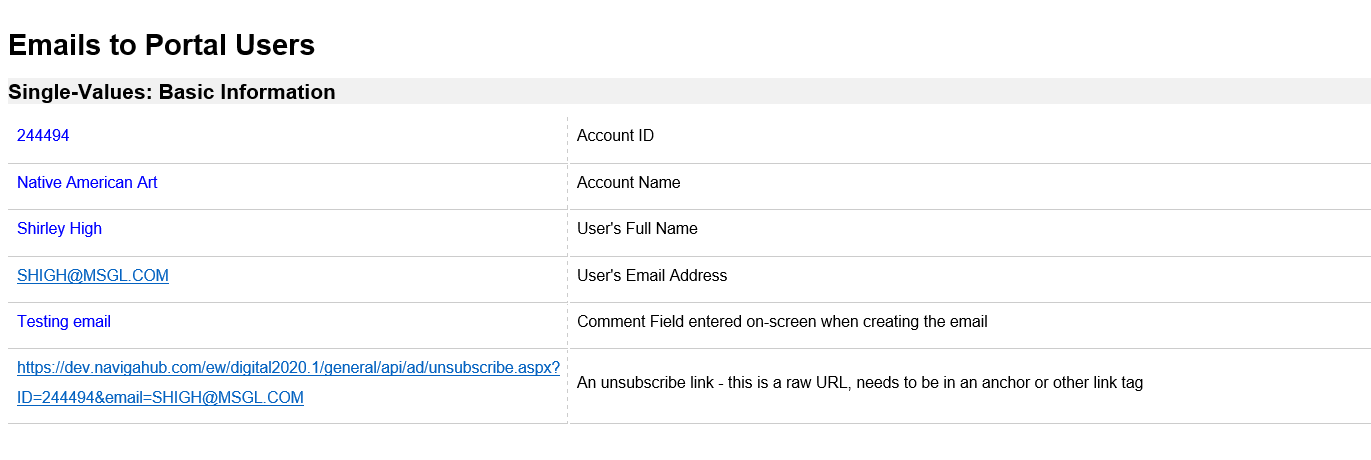 Emails to Portal Users
Single-Values: Basic Information
244494 Account ID
Native American Art Account Name
Shirley High User's Full Name
SHIGH@MSGL.COM User's Email Address
Testing email Comment Field entered on-screen when creating the email
https://dev.navigahub.com/ew/digital2020.1/general/api/ad/unsubscribe.aspx?
ID=244494&email=SHIGH@MSGL.COM
An unsubscribe link - this is a raw URL, needs to be in an anchor or other link tag